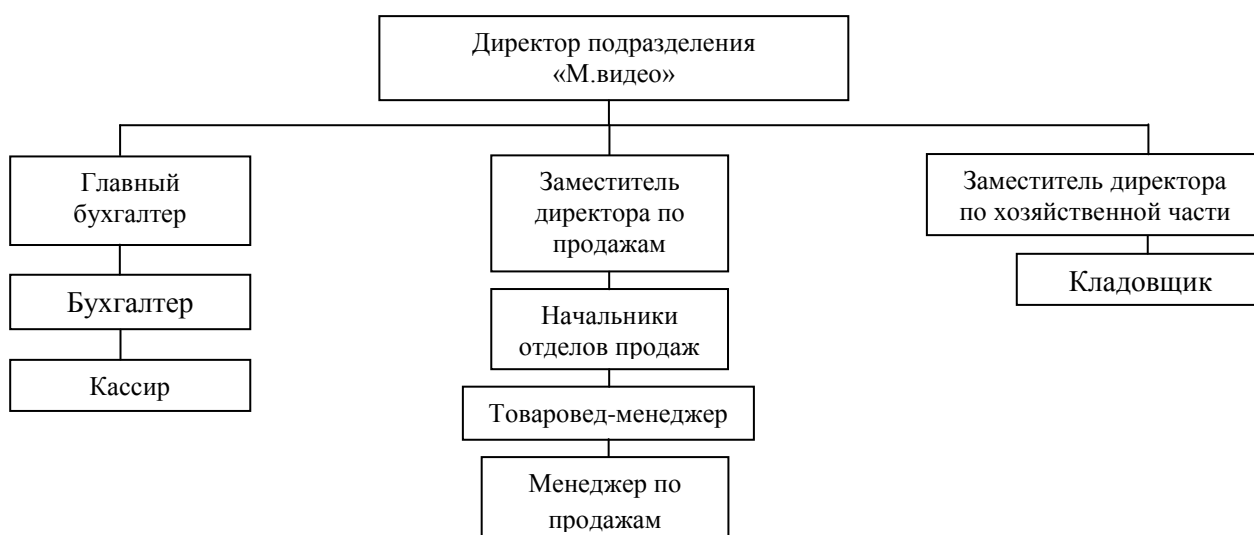 Директор подразделения
«М.видео»
Главный
бухгалтер
Заместитель
директора по
продажам
Заместитель директора
по хозяйственной части
Бухгалтер
Кладовщик
Начальники
отделов продаж
Кассир
Товаровед-менеджер
Менеджер по
продажам